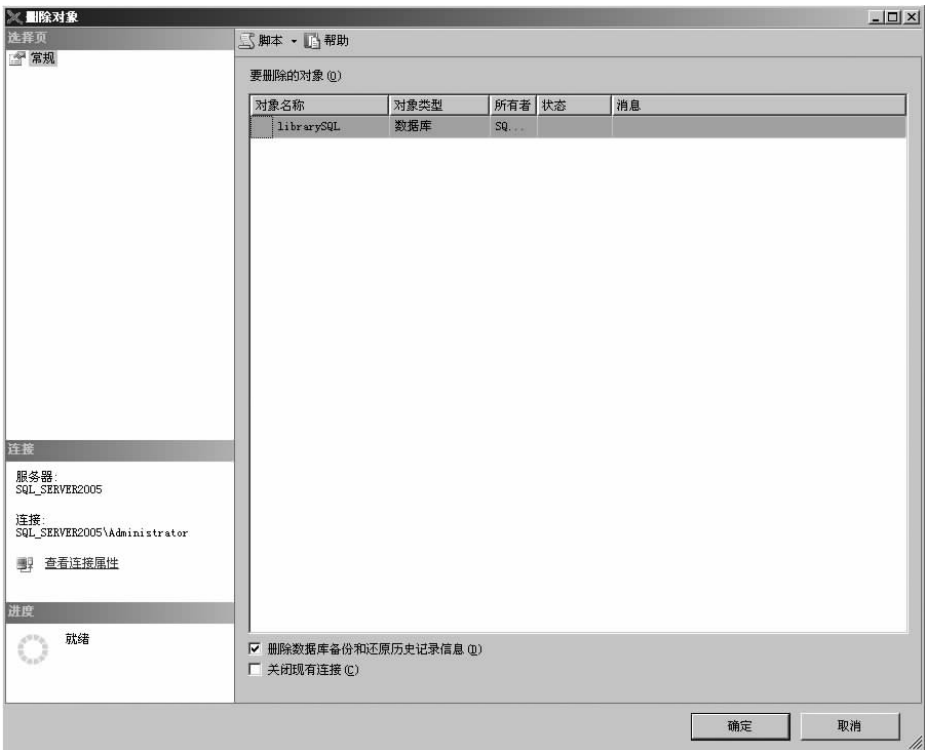 删除对象
选择页
常规
脚本 帮助
要删除的对象(O)
对象名称 对象类型 所有者 状态 消息
librarySQL 数据库 SQ...
连接
服务器:
SQL_SERVER2005
连接:
SQL_SERVER2005\Administrator
查看连接属性
进度
就绪
删除数据库备份和还原历史记录信息(D)
关闭现有连接(C)
确定 取消